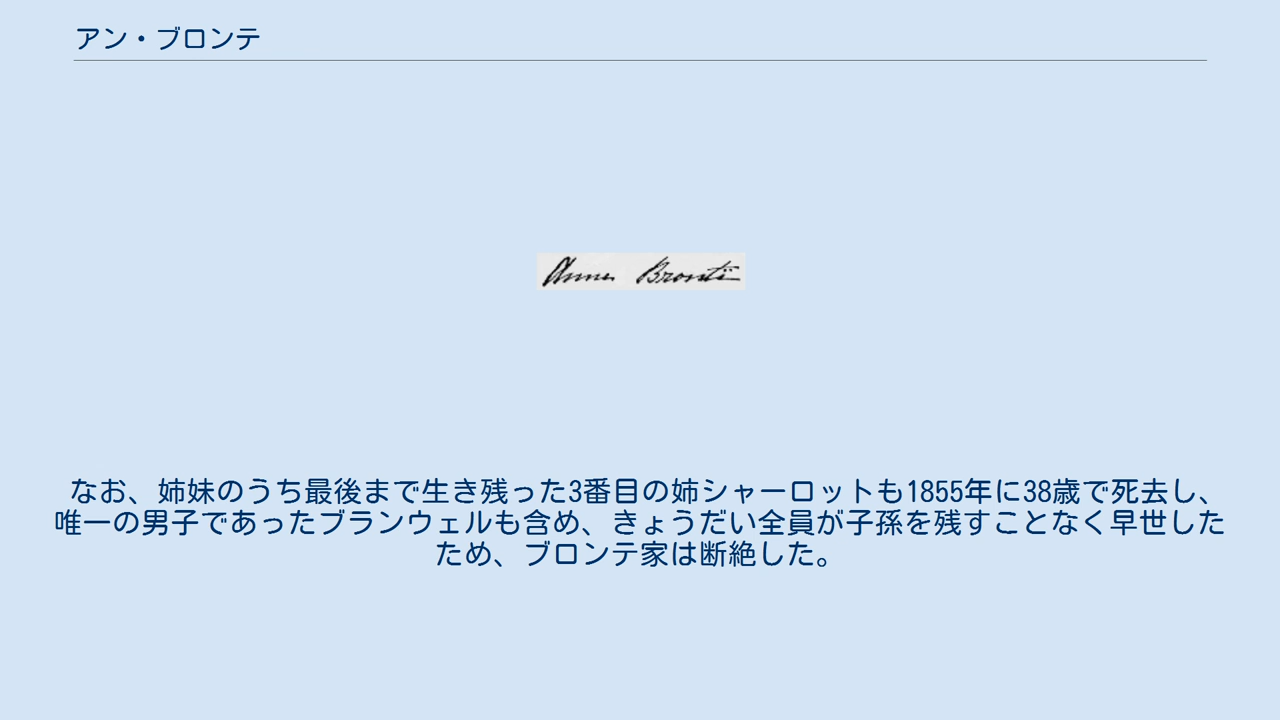 アン・ブロンテ
Anne Brontë
なお、姉妹のうち最後まで生き残った3番目の姉シャーロットも1855年に38歳で死去し、
唯一の男子であったブランウェルも含め、きょうだい全員が子孫を残すことなく早世した
ため、ブロンテ家は断絶した。